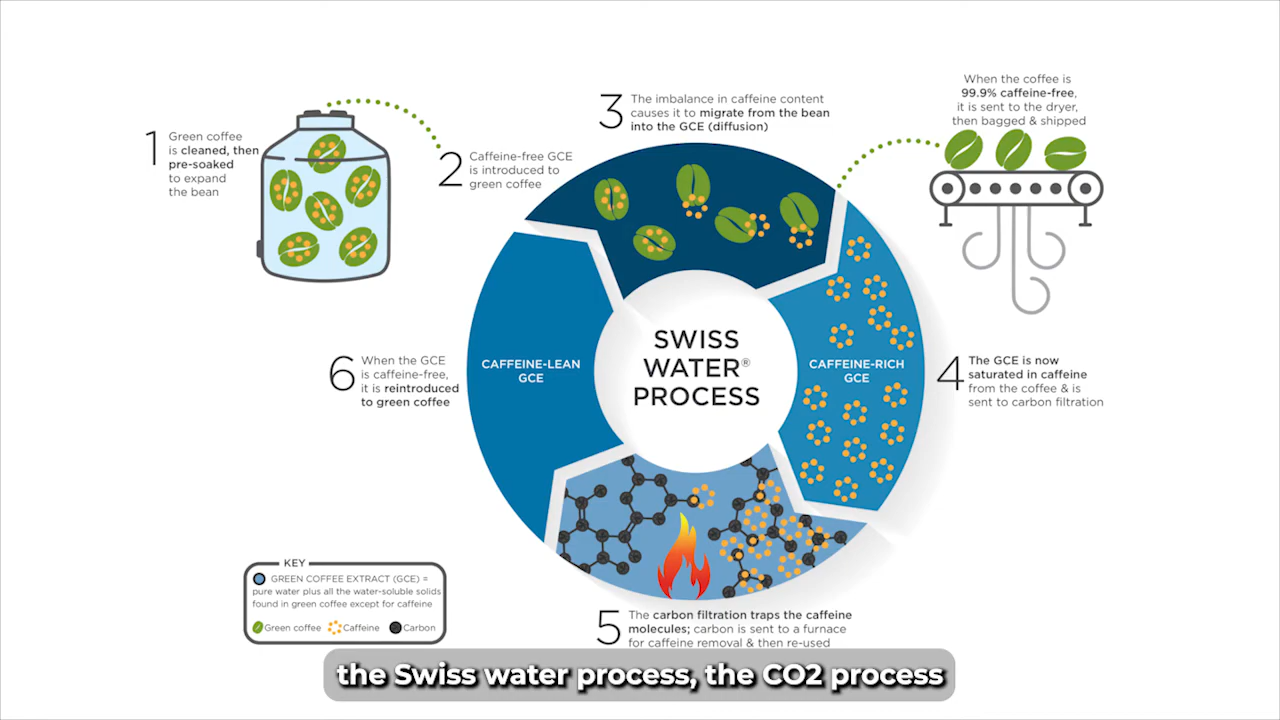 1 Green coffee
is cleaned, then
pre-soaked
to expand
the bean
2 Caffeine-free GCE
is introduced to
green coffee
3 The imbalance in caffeine content
causes it to migrate from the bean
into the GCE (diffusion)
When the coffee is
99.9% caffeine-free,
it is sent to the dryer,
then bagged & shipped
SWISS
WATER®
PROCESS
CAFFEINE-RICH
GCE
4 The GCE is now
saturated in caffeine
from the coffee & is
sent to carbon filtration
5 The carbon filtration traps the caffeine
molecules; carbon is sent to a furnace
for caffeine removal & then re-used
CAFFEINE-LEAN
GCE
6 When the GCE
is caffeine-free,
it is reintroduced
to green coffee
KEY
GREEN COFFEE EXTRACT (GCE) =
pure water plus all the water-soluble solids
found in green coffee except for caffeine
Green coffee Caffeine Carbon
the Swiss water process, the CO2 process